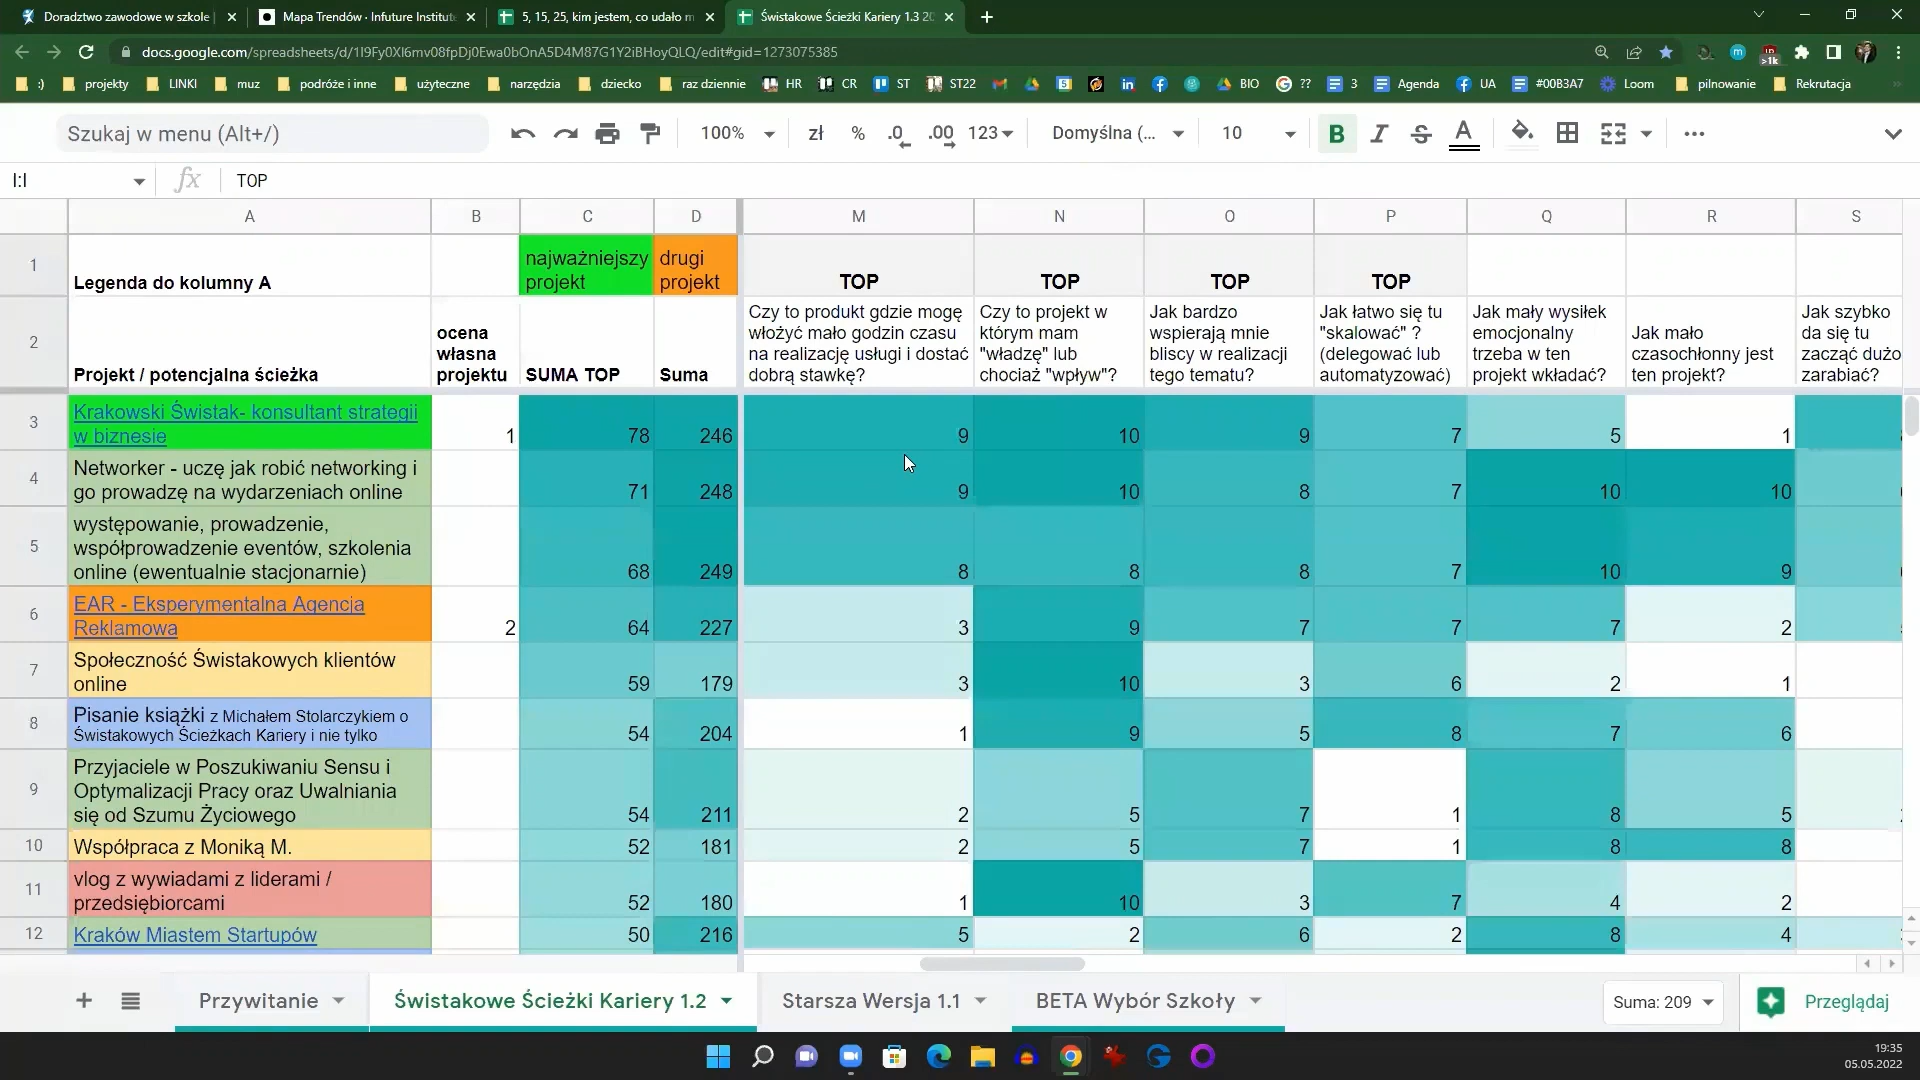 Doradztwo zawodowe w szkole
Mapa Trendów · Infuture Institute
5, 15, 25, kim jestem, co udało m
Świstakowe Ścieżki Kariery 1.3 20
docs.google.com/spreadsheets/d/1I9Fy0Xl6mv08fpDj0Ewa0bOnA5D4M87G1Y2iBHoyQLQ/edit#gid=1273075385
>1k
:) projekty LINKI muz podróże i inne użyteczne narzędzia dziecko raz dziennie HR CR ST ST22 BIO ?? 3 Agenda UA #00B3A7 Loom pilnowanie Rekrutacja
Szukaj w menu (Alt+/) 100% zł % .0 .00 123 Domyślna (... 10 B I S A
I:I fx TOP
A B C D M N O P Q R S
1
Legenda do kolumny A
najważniejszy
projekt
drugi
projekt
TOP TOP TOP TOP
2
Projekt / potencjalna ścieżka
ocena
własna
projektu
SUMA TOP
Suma
Czy to produkt gdzie mogę
włożyć mało godzin czasu
na realizację usługi i dostać
dobrą stawkę?
Czy to projekt w
którym mam
"władzę" lub
chociaż "wpływ"?
Jak bardzo
wspierają mnie
bliscy w realizacji
tego tematu?
Jak łatwo się tu
"skalować" ?
(delegować lub
automatyzować)
Jak mały wysiłek
emocjonalny
trzeba w ten
projekt wkładać?
Jak mało
czasochłonny jest
ten projekt?
Jak szybko
da się tu
zacząć dużo
zarabiać?
3
Krakowski Świstak- konsultant strategii
w biznesie
1 78 246 9 10 9 7 5 1
4
Networker - uczę jak robić networking i
go prowadzę na wydarzeniach online
71 248 9 10 8 7 10 10
5
występowanie, prowadzenie,
współprowadzenie eventów, szkolenia
online (ewentualnie stacjonarnie)
68 249 8 8 8 7 10 9
6
EAR - Eksperymentalna Agencja
Reklamowa
2 64 227 3 9 7 7 7 2
7
Społeczność Świstakowych klientów
online
59 179 3 10 3 6 2 1
8
Pisanie książki z Michałem Stolarczykiem o
Świstakowych Ścieżkach Kariery i nie tylko
54 204 1 9 5 8 7 6
9
Przyjaciele w Poszukiwaniu Sensu i
Optymalizacji Pracy oraz Uwalniania
się od Szumu Życiowego
54 211 2 5 7 1 8 5
10
Współpraca z Moniką M.
52 181 2 5 7 1 8 8
11
vlog z wywiadami z liderami /
przedsiębiorcami
52 180 1 10 3 7 4 2
12
Kraków Miastem Startupów
50 216 5 2 6 2 8 4
Przywitanie Świstakowe Ścieżki Kariery 1.2 Starsza Wersja 1.1 BETA Wybór Szkoły Suma: 209 Przeglądaj
19:35
05.05.2022